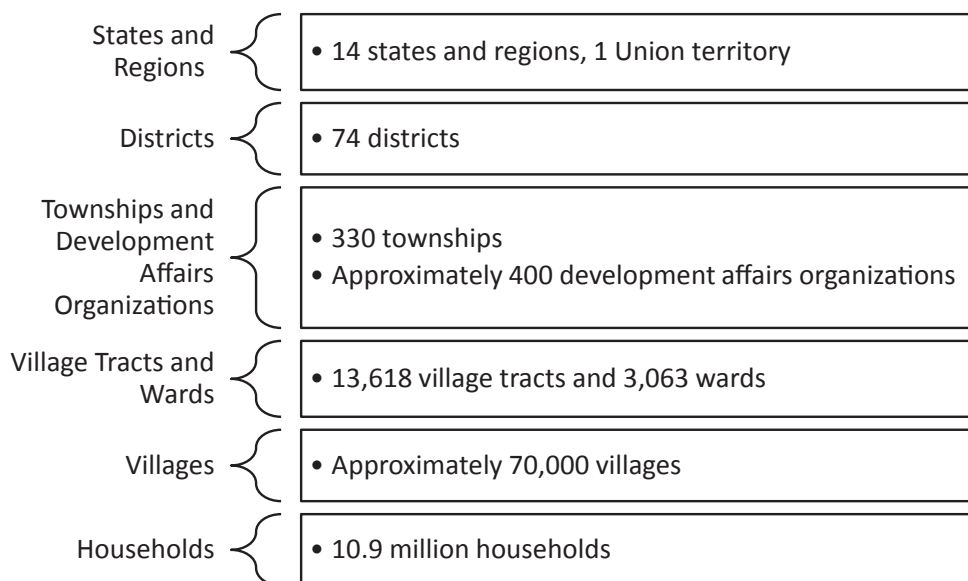 States and
Regions
• 14 states and regions, 1 Union territory
Districts
• 74 districts
Townships and
Development
Affairs
Organizations
• 330 townships
• Approximately 400 development affairs organizations
Village Tracts and
Wards
• 13,618 village tracts and 3,063 wards
Villages
• Approximately 70,000 villages
Households
• 10.9 million households